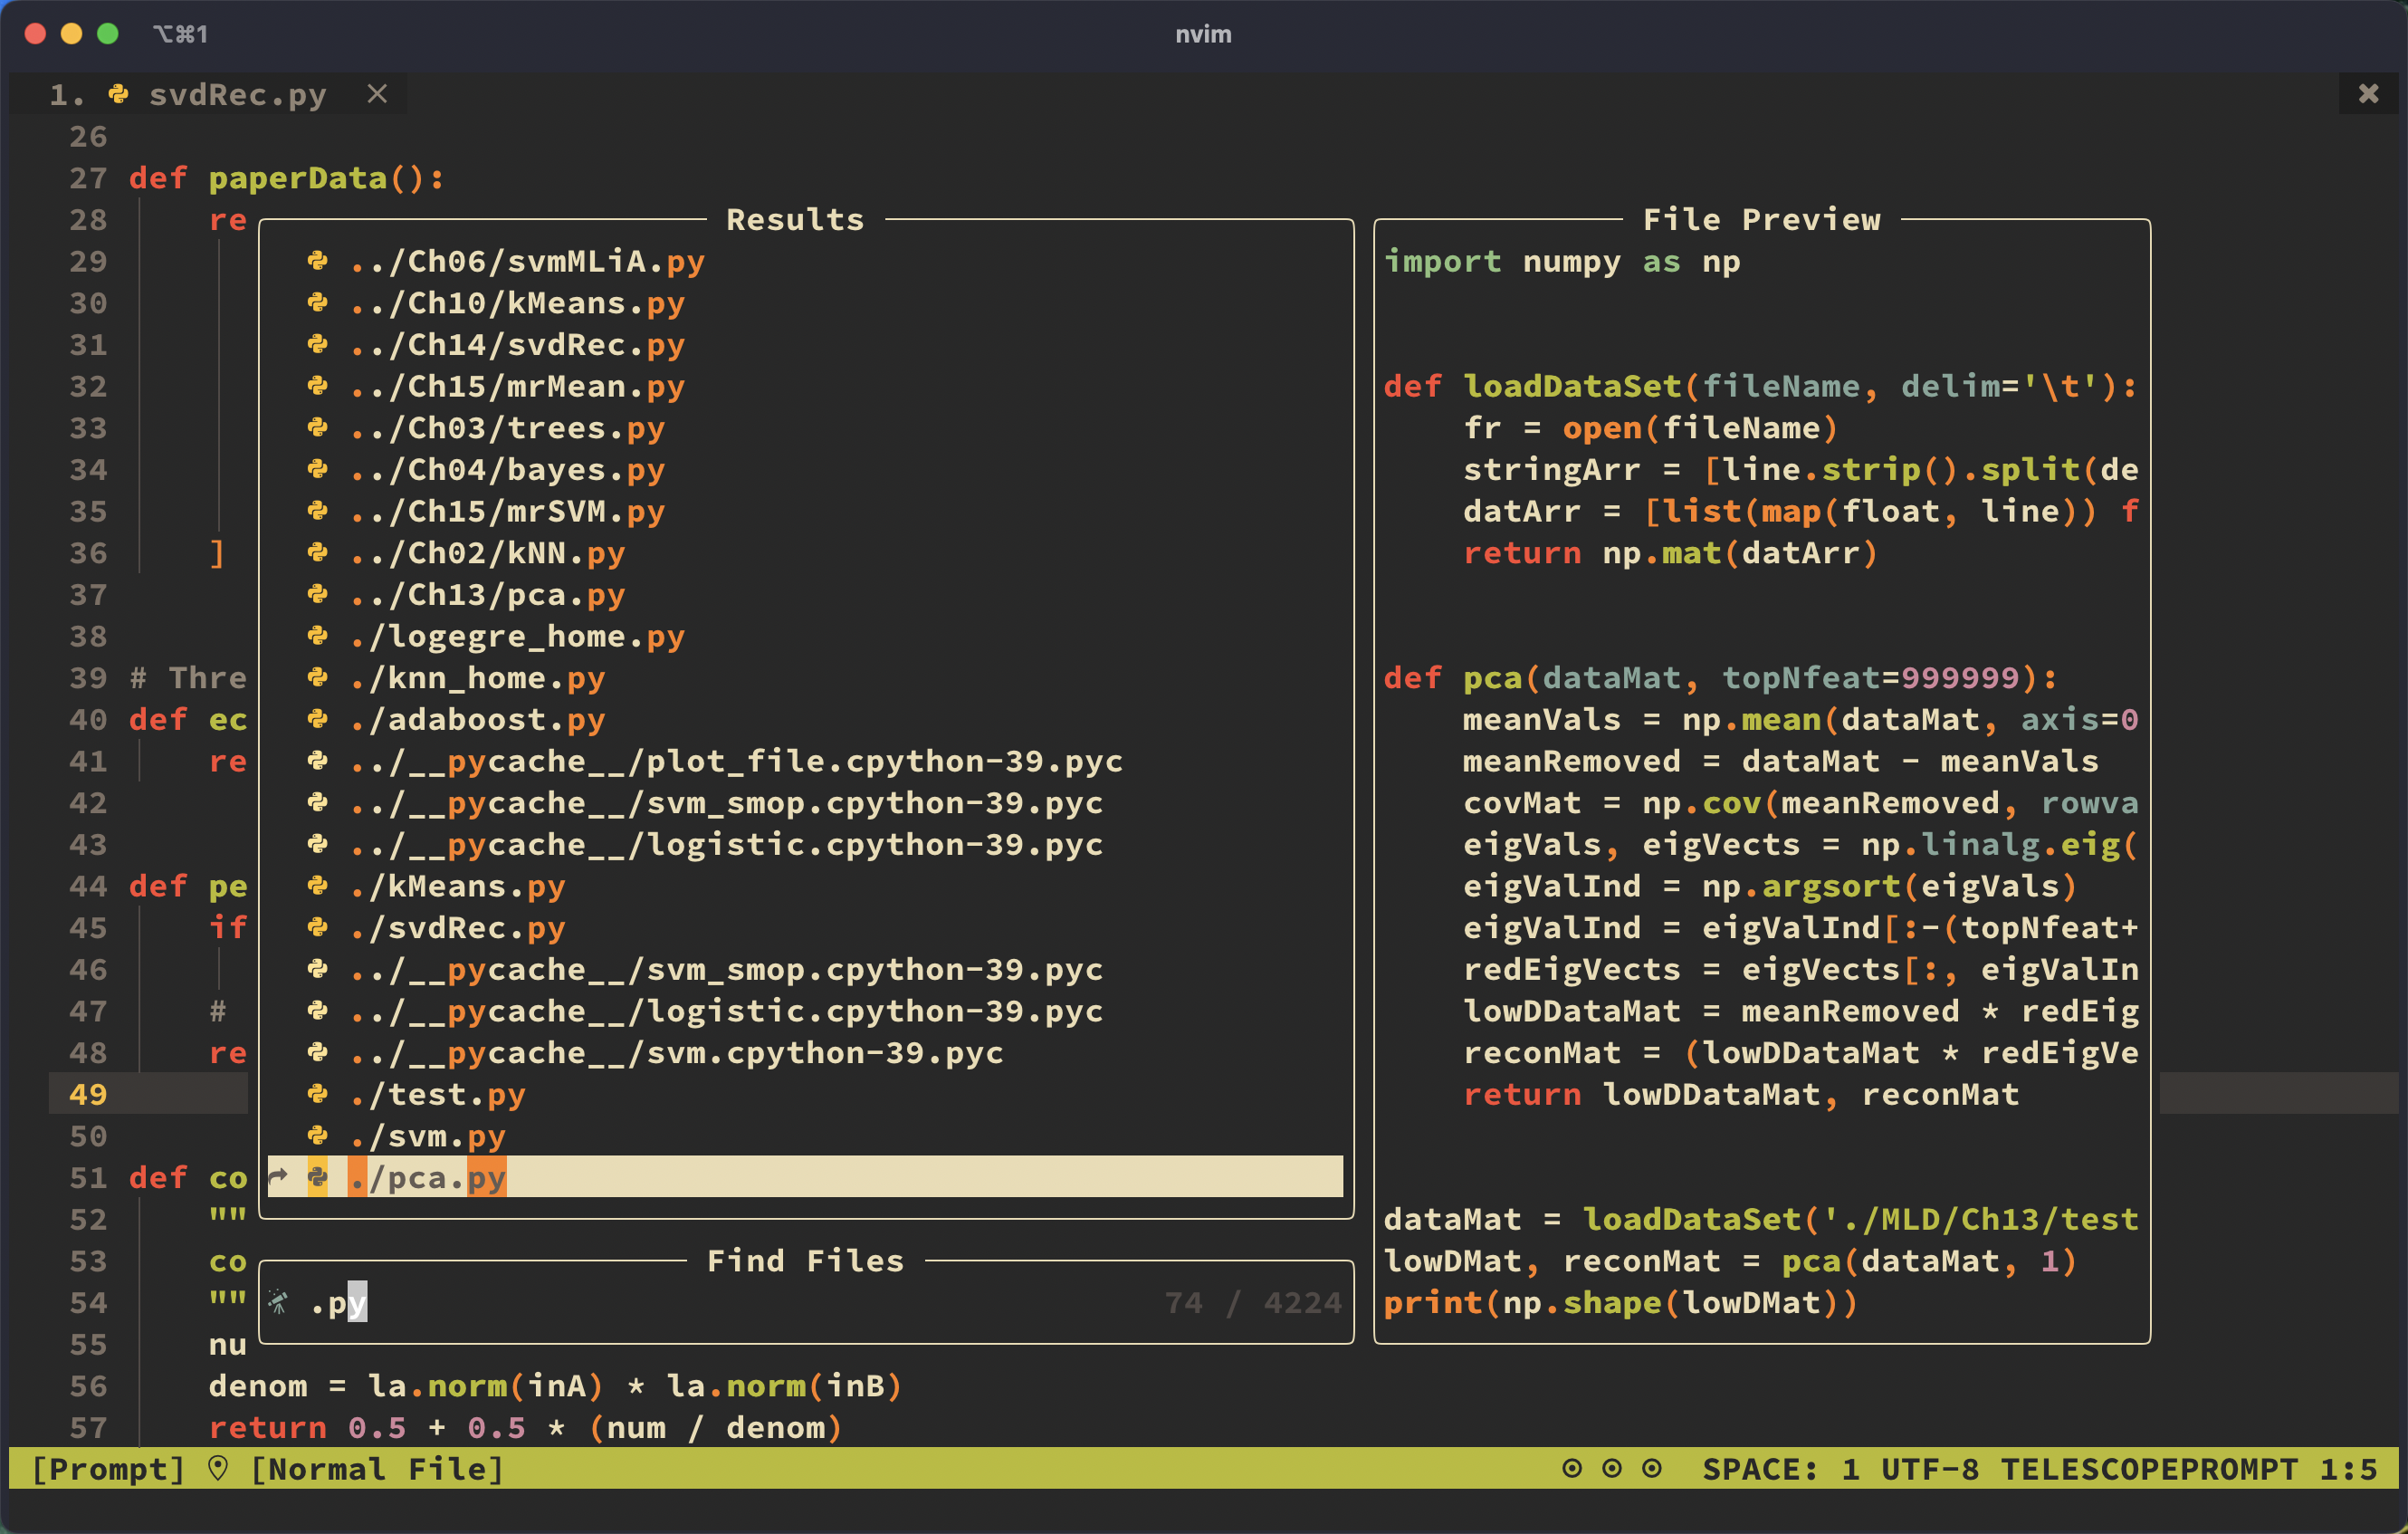 ⌥⌘1 nvim
1. svdRec.py ×
26
27 def paperData():
28 re
29
30
31
32
33
34
35
36 ]
37
38
39 # Thre
40 def ec
41 re
42
43
44 def pe
45 if
46
47 #
48 re
49
50
51 def co
52 ""
53 co
54 ""
55 nu
56 denom = la.norm(inA) * la.norm(inB)
57 return 0.5 + 0.5 * (num / denom)
Results
../Ch06/svmMLiA.py
../Ch10/kMeans.py
../Ch14/svdRec.py
../Ch15/mrMean.py
../Ch03/trees.py
../Ch04/bayes.py
../Ch15/mrSVM.py
../Ch02/kNN.py
../Ch13/pca.py
./logegre_home.py
./knn_home.py
./adaboost.py
../__pycache__/plot_file.cpython-39.pyc
../__pycache__/svm_smop.cpython-39.pyc
../__pycache__/logistic.cpython-39.pyc
./kMeans.py
./svdRec.py
../__pycache__/svm_smop.cpython-39.pyc
../__pycache__/logistic.cpython-39.pyc
../__pycache__/svm.cpython-39.pyc
./test.py
./svm.py
./pca.py
Find Files
.py 74 / 4224
File Preview
import numpy as np
def loadDataSet(fileName, delim='\t'):
fr = open(fileName)
stringArr = [line.strip().split(de
datArr = [list(map(float, line)) f
return np.mat(datArr)
def pca(dataMat, topNfeat=999999):
meanVals = np.mean(dataMat, axis=0
meanRemoved = dataMat - meanVals
covMat = np.cov(meanRemoved, rowva
eigVals, eigVects = np.linalg.eig(
eigValInd = np.argsort(eigVals)
eigValInd = eigValInd[:-(topNfeat+
redEigVects = eigVects[:, eigValIn
lowDDataMat = meanRemoved * redEig
reconMat = (lowDDataMat * redEigVe
return lowDDataMat, reconMat
dataMat = loadDataSet('./MLD/Ch13/test
lowDMat, reconMat = pca(dataMat, 1)
print(np.shape(lowDMat))
[Prompt] [Normal File] SPACE: 1 UTF-8 TELESCOPEPROMPT 1:5